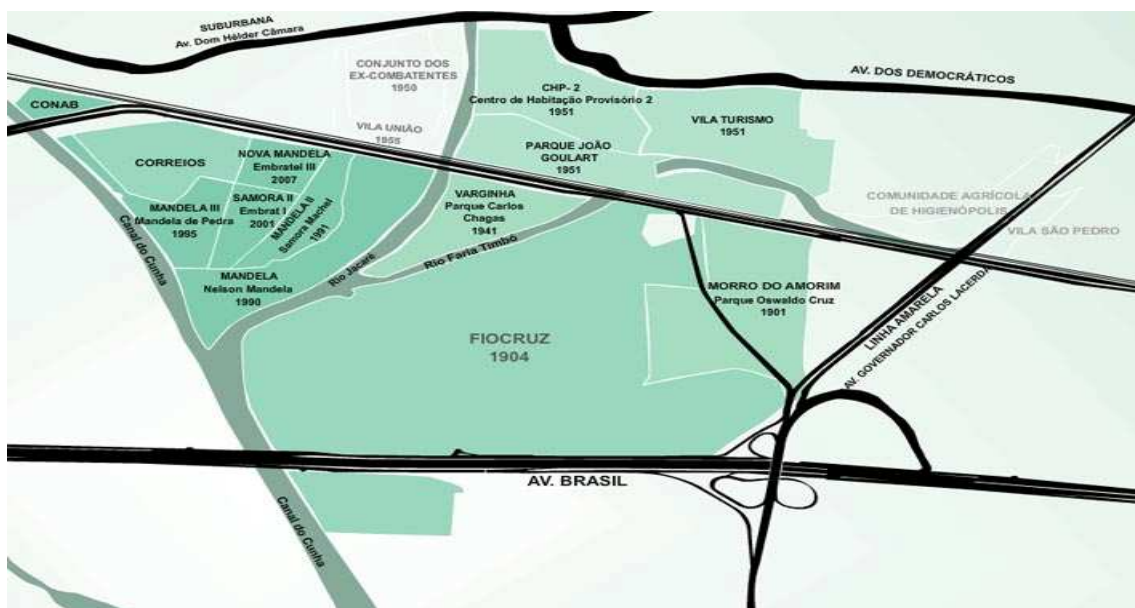 SUBURBANA
Av. Dom Hélder Câmara
CONJUNTO DOS
EX-COMBATENTES
1950
CHP- 2
Centro de Habitação Provisório 2
1951
AV. DOS DEMOCRÁTICOS
CONAB
VILA UNIÃO
1955
VILA TURISMO
1951
CORREIOS
NOVA MANDELA
Embratel III
2007
PARQUE JOÃO
GOULART
1951
MANDELA III
Mandela de Pedra
1995
SAMORA II
Embrat I
2001
MANDELA II
Samora Machel
1991
VARGINHA
Parque Carlos
Chagas
1941
COMUNIDADE AGRÍCOLA
DE HIGIENÓPOLIS
VILA SÃO PEDRO
Canal do Cunha
Rio Jacaré
Rio Faria Timbó
MANDELA
Nelson Mandela
1990
MORRO DO AMORIM
Parque Oswaldo Cruz
1901
FIOCRUZ
1904
LINHA AMARELA
AV. GOVERNADOR CARLOS LACERDA
AV. BRASIL
Canal do Cunha